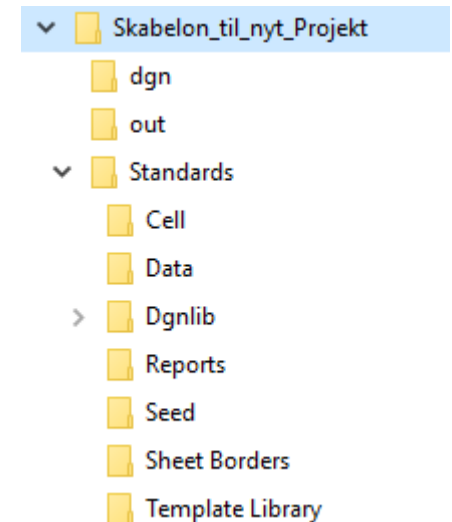 Skabelon_til_nyt_Projekt
dgn
out
Standards
Cell
Data
Dgnlib
Reports
Seed
Sheet Borders
Template Library